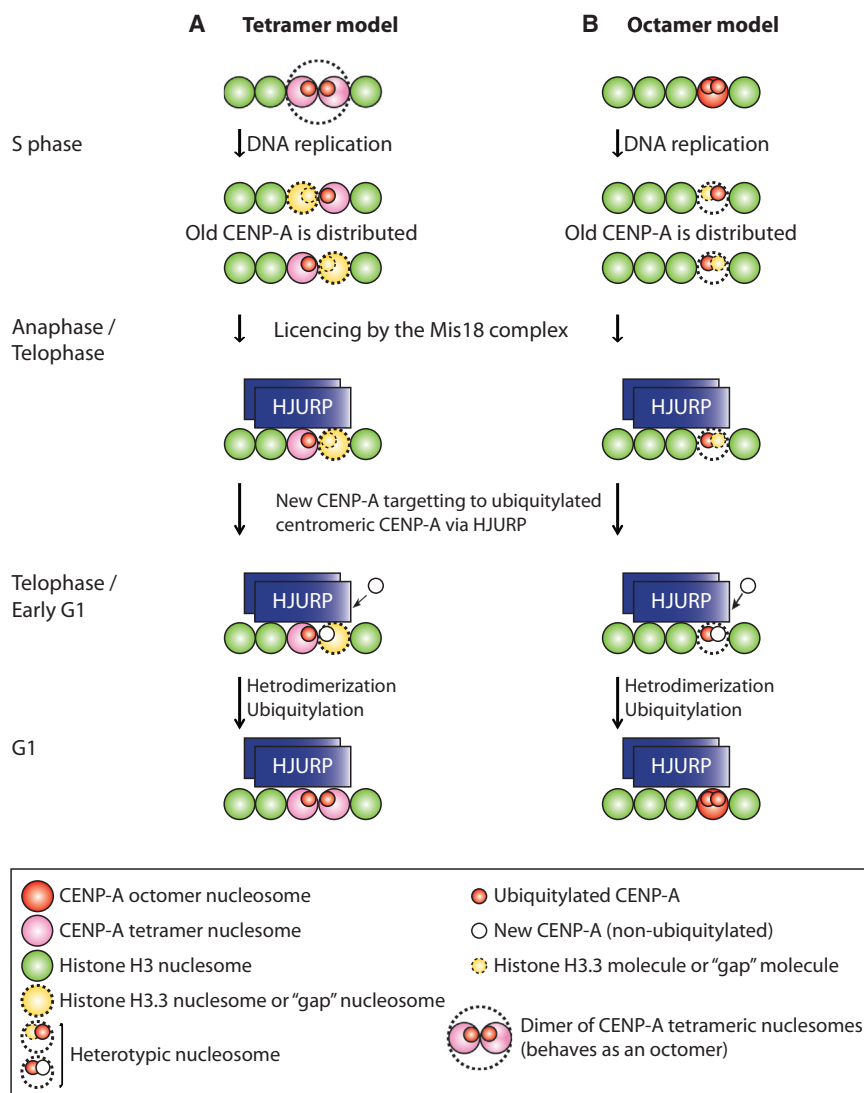 A Tetramer model
B Octamer model
S phase
DNA replication
DNA replication
Old CENP-A is distributed
Old CENP-A is distributed
Anaphase /
Telophase
Licencing by the Mis18 complex
HJURP
HJURP
New CENP-A targetting to ubiquitylated
centromeric CENP-A via HJURP
Telophase /
Early G1
HJURP
HJURP
Hetrodimerization
Ubiquitylation
Hetrodimerization
Ubiquitylation
G1
HJURP
HJURP
CENP-A octomer nucleosome
CENP-A tetramer nuclesome
Histone H3 nuclesome
Histone H3.3 nuclesome or "gap" nucleosome
Heterotypic nucleosome
Ubiquitylated CENP-A
New CENP-A (non-ubiquitylated)
Histone H3.3 molecule or "gap" molecule
Dimer of CENP-A tetrameric nuclesomes
(behaves as an octomer)